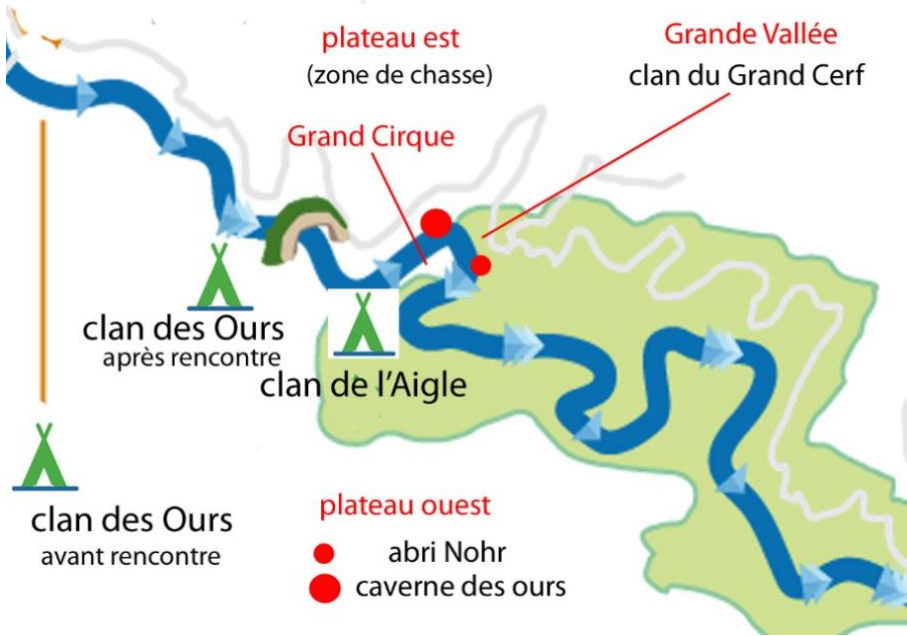 plateau est
(zone de chasse)
Grande Vallée
clan du Grand Cerf
Grand Cirque
clan des Ours
après rencontre
clan de l'Aigle
clan des Ours
avant rencontre
plateau ouest
abri Nohr
caverne des ours